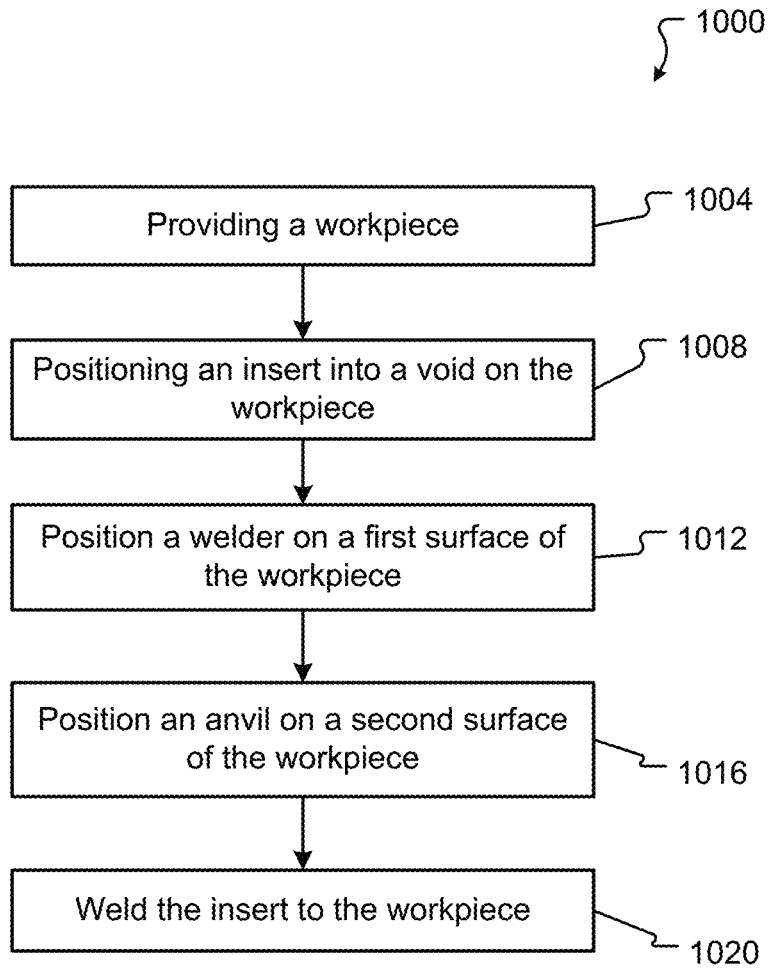 1000
Providing a workpiece
1004
Positioning an insert into a void on the
workpiece
1008
Position a welder on a first surface of
the workpiece
1012
Position an anvil on a second surface
of the workpiece
1016
Weld the insert to the workpiece
1020